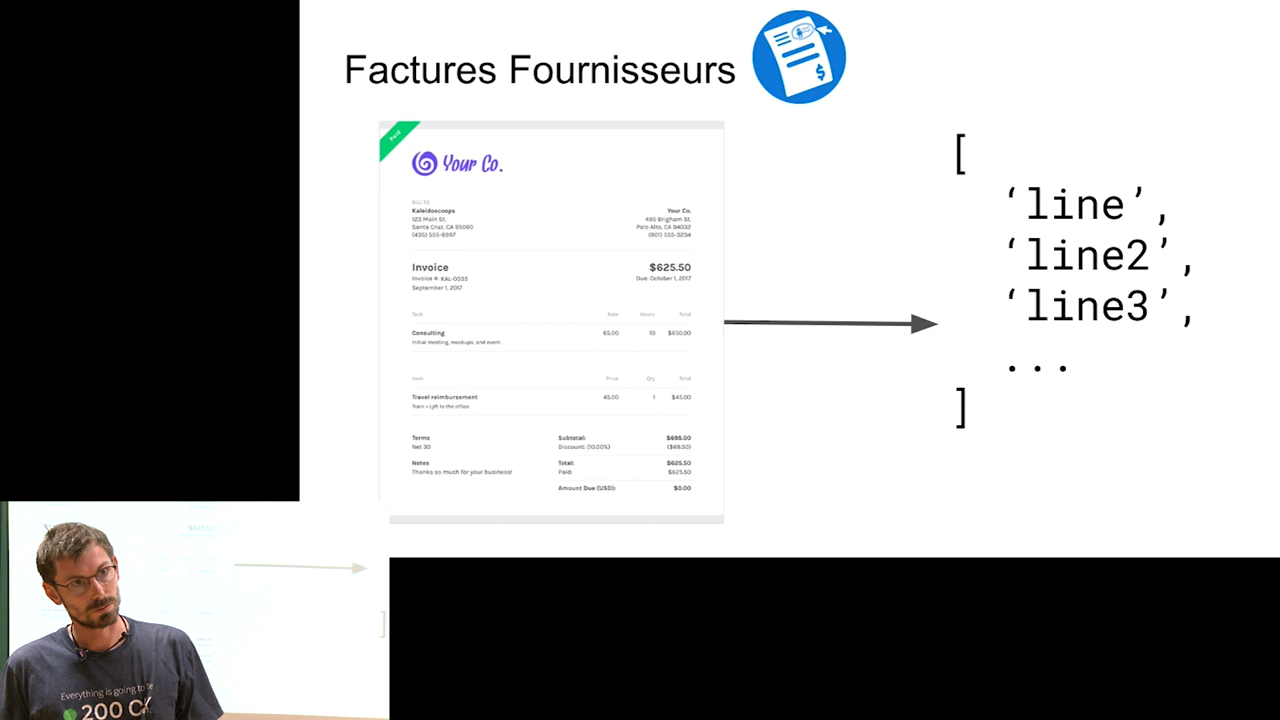 Factures Fournisseurs
Paid
Your Co.
BILL TO
Kaleidoscoops
123 Main St.
Santa Cruz, CA 95060
(435) 555-8997
Your Co.
495 Brigham St.
Palo Alto, CA 94032
(801) 555-3234
Invoice
Invoice #: KAL-0035
September 1, 2017
$625.50
Due: October 1, 2017
Task Rate Hours Total
Consulting 65.00 10 $650.00
Initial meeting, mockups, and event
Item Price Qty Total
Travel reimbursement 45.00 1 $45.00
Train + Lyft to the office.
Terms
Net 30
Notes
Thanks so much for your business!
Subtotal: $695.00
Discount: (10.00%) ($69.50)
Total: $625.50
Paid: $625.50
Amount Due (USD): $0.00
[
‘line’,
‘line2’,
‘line3’,
...
]
Everything is going to be
200 OK.